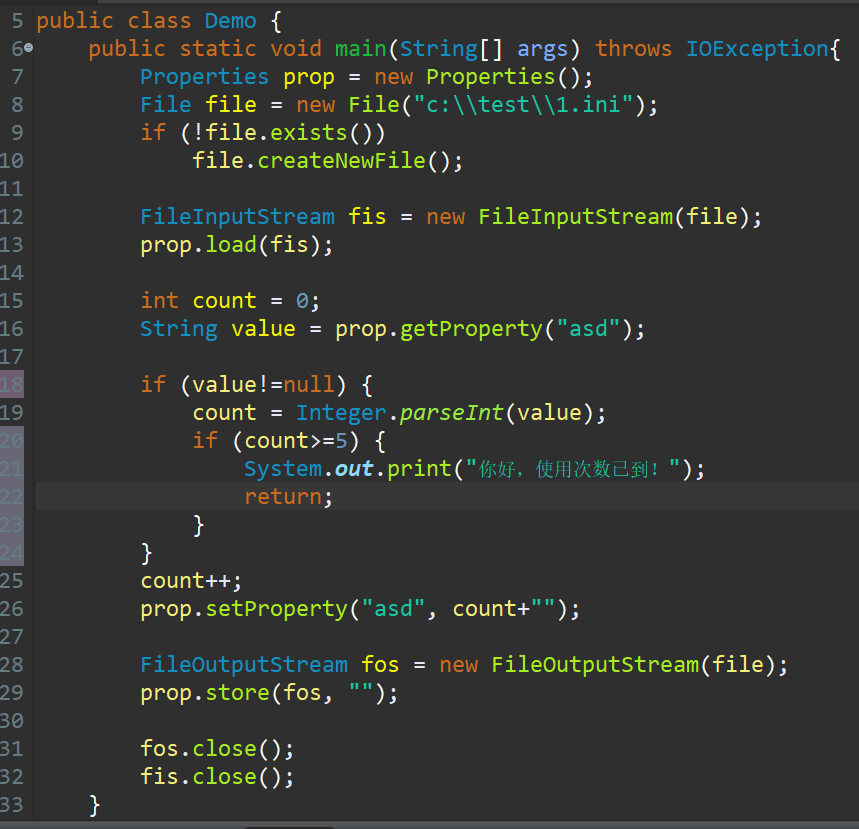 5 public class Demo {
6 public static void main(String[] args) throws IOException{
7 Properties prop = new Properties();
8 File file = new File("c:\\test\\1.ini");
9 if (!file.exists())
10 file.createNewFile();
11
12 FileInputStream fis = new FileInputStream(file);
13 prop.load(fis);
14
15 int count = 0;
16 String value = prop.getProperty("asd");
17
18 if (value!=null) {
19 count = Integer.parseInt(value);
20 if (count>=5) {
21 System.out.print("你好，使用次数已到！");
22 return;
23 }
24 }
25 count++;
26 prop.setProperty("asd", count+"");
27
28 FileOutputStream fos = new FileOutputStream(file);
29 prop.store(fos, "");
30
31 fos.close();
32 fis.close();
33 }